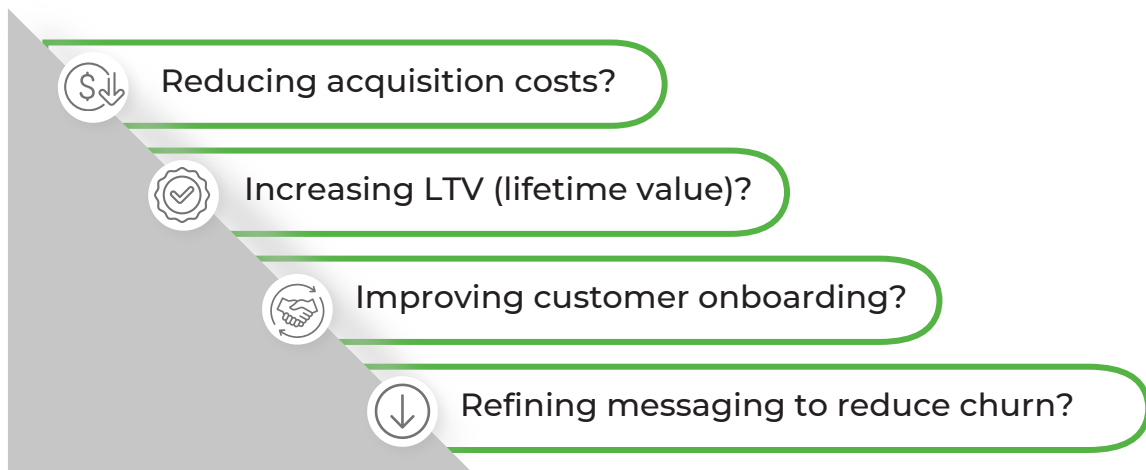 Reducing acquisition costs?
Increasing LTV (lifetime value)?
Improving customer onboarding?
Refining messaging to reduce churn?